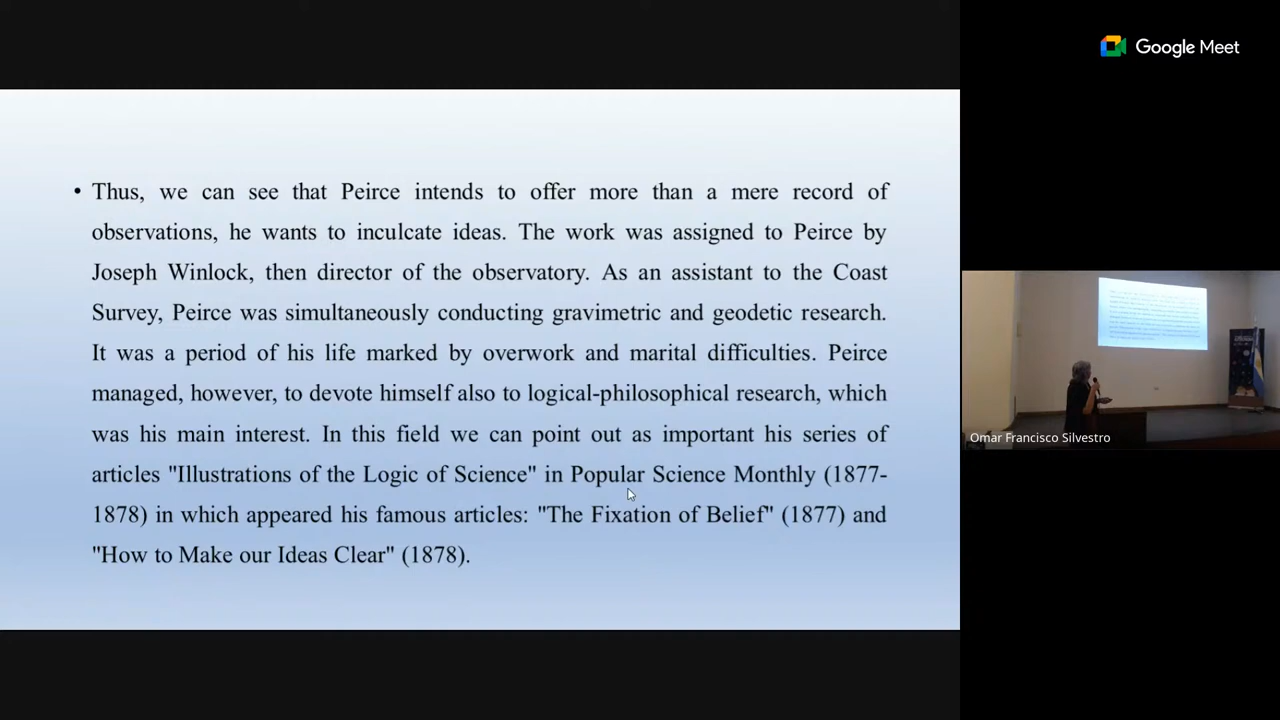 Google Meet
• Thus, we can see that Peirce intends to offer more than a mere record of
observations, he wants to inculcate ideas. The work was assigned to Peirce by
Joseph Winlock, then director of the observatory. As an assistant to the Coast
Survey, Peirce was simultaneously conducting gravimetric and geodetic research.
It was a period of his life marked by overwork and marital difficulties. Peirce
managed, however, to devote himself also to logical-philosophical research, which
was his main interest. In this field we can point out as important his series of
articles "Illustrations of the Logic of Science" in Popular Science Monthly (1877-
1878) in which appeared his famous articles: "The Fixation of Belief" (1877) and
"How to Make our Ideas Clear" (1878).
Omar Francisco Silvestro